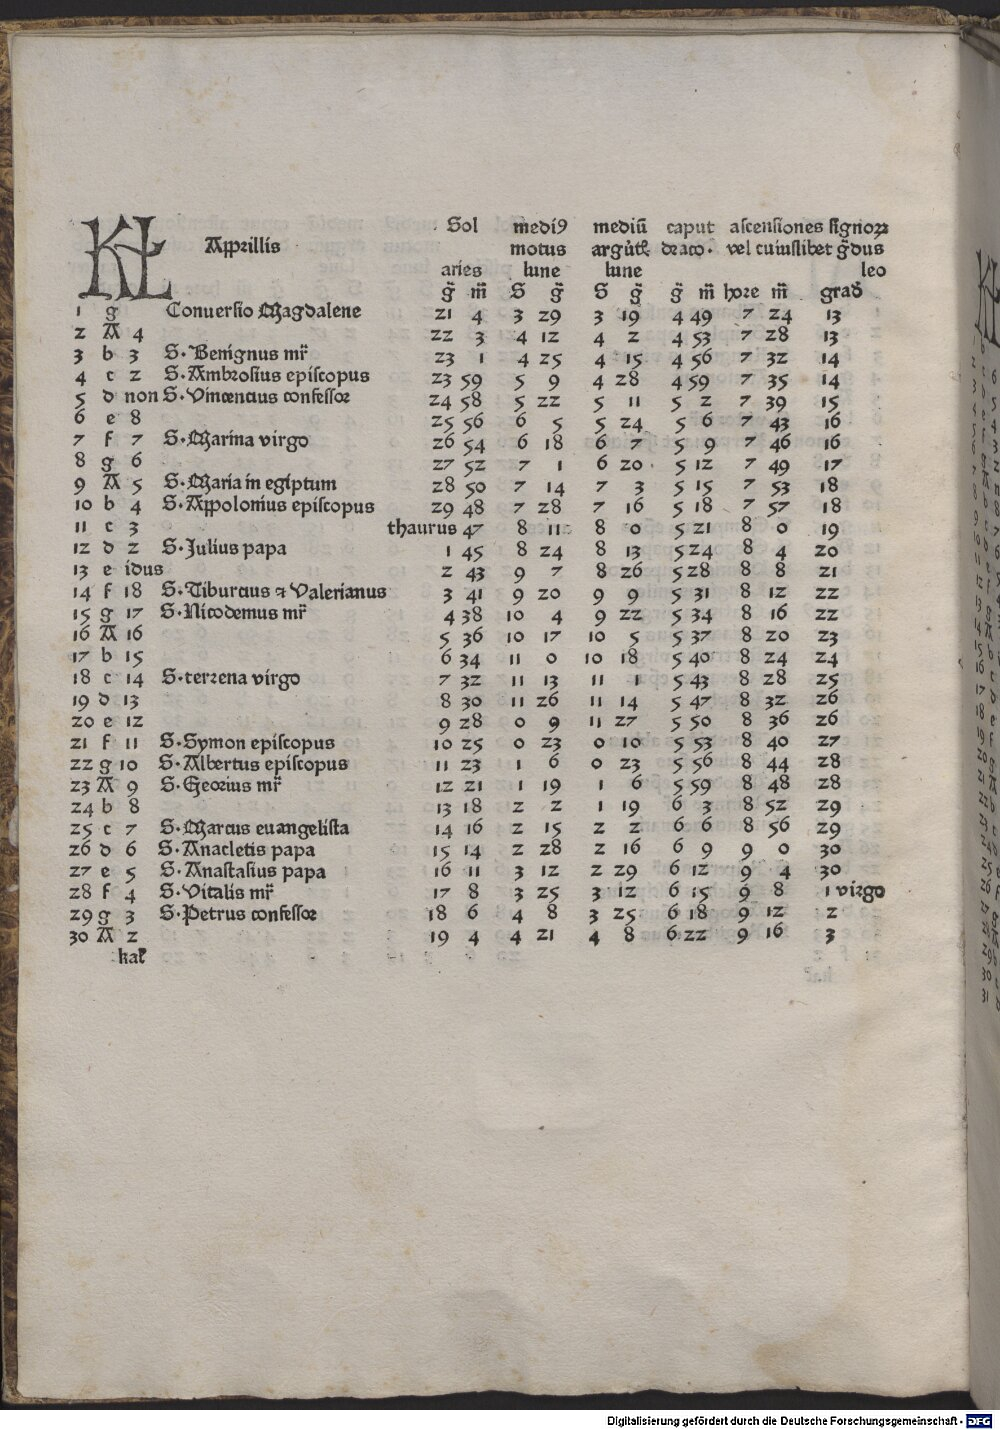 KL Apprillis Sol medi9 mediū caput ascensiones signorꝝ
motus argūtꝭ draco. vel cuiuslibet g̃dus
aries lune lune leo
g̃ m̃ S g̃ S g̃ g̃ m̃ hore m̃ grad
1 g Conuersio Magdalene 21 4 3 29 3 19 4 49 7 24 13
2 A 4 22 3 4 12 4 2 4 53 7 28 13
3 b 3 S. Benignus mr̃ 23 1 4 25 4 15 4 56 7 32 14
4 c 2 S. Ambrosius episcopus 23 59 5 9 4 28 4 59 7 35 14
5 d non S. Vincencius confessor 24 58 5 22 5 11 5 2 7 39 15
6 e 8 25 56 6 5 5 24 5 6 7 43 16
7 f 7 S. Marina virgo 26 54 6 18 6 7 5 9 7 46 16
8 g 6 27 52 7 1 6 20 5 12 7 49 17
9 A 5 S. Maria in egiptum 28 50 7 14 7 3 5 15 7 53 18
10 b 4 S. Appolonius episcopus 29 48 7 28 7 16 5 18 7 57 18
11 c 3 thaurus 47 8 11 8 0 5 21 8 0 19
12 d 2 S. Julius papa 1 45 8 24 8 13 5 24 8 4 20
13 e idus 2 43 9 7 8 26 5 28 8 8 21
14 f 18 S. Tiburcius ⁊ Valerianus 3 41 9 20 9 9 5 31 8 12 22
15 g 17 S. Nicodemus mr̃ 4 38 10 4 9 22 5 34 8 16 22
16 A 16 5 36 10 17 10 5 5 37 8 20 23
17 b 15 6 34 11 0 10 18 5 40 8 24 24
18 c 14 S. terrena virgo 7 32 11 13 11 1 5 43 8 28 25
19 d 13 8 30 11 26 11 14 5 47 8 32 26
20 e 12 9 28 0 9 11 27 5 50 8 36 26
21 f 11 S. Symon episcopus 10 25 0 23 0 10 5 53 8 40 27
22 g 10 S. Albertus episcopus 11 23 1 6 0 23 5 56 8 44 28
23 A 9 S. Georius mr̃ 12 21 1 19 1 6 5 59 8 48 28
24 b 8 13 18 2 2 1 19 6 3 8 52 29
25 c 7 S. Marcus euangelista 14 16 2 15 2 2 6 6 8 56 29
26 d 6 S. Anacletis papa 15 14 2 28 2 16 6 9 9 0 30
27 e 5 S. Anastasius papa 16 11 3 12 2 29 6 12 9 4 30
28 f 4 S. Vitalis mr̃ 17 8 3 25 3 12 6 15 9 8 1 virgo
29 g 3 S. Petrus confessor 18 6 4 8 3 25 6 18 9 12 2
30 A 2 19 4 4 21 4 8 6 22 9 16 3
kal̃
Digitalisierung gefördert durch die Deutsche Forschungsgemeinschaft - DFG